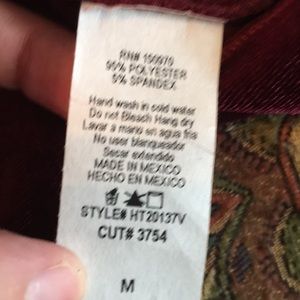 RN# 150970
95% POLYESTER
5% SPANDEX
Hand wash in cold water
Do not Bleach Hang dry
Lavar a mano en agua fria
No user blanqueador
Secar extendido
MADE IN MEXICO
HECHO EN MEXICO
STYLE# HT20137V
CUT# 3754
M